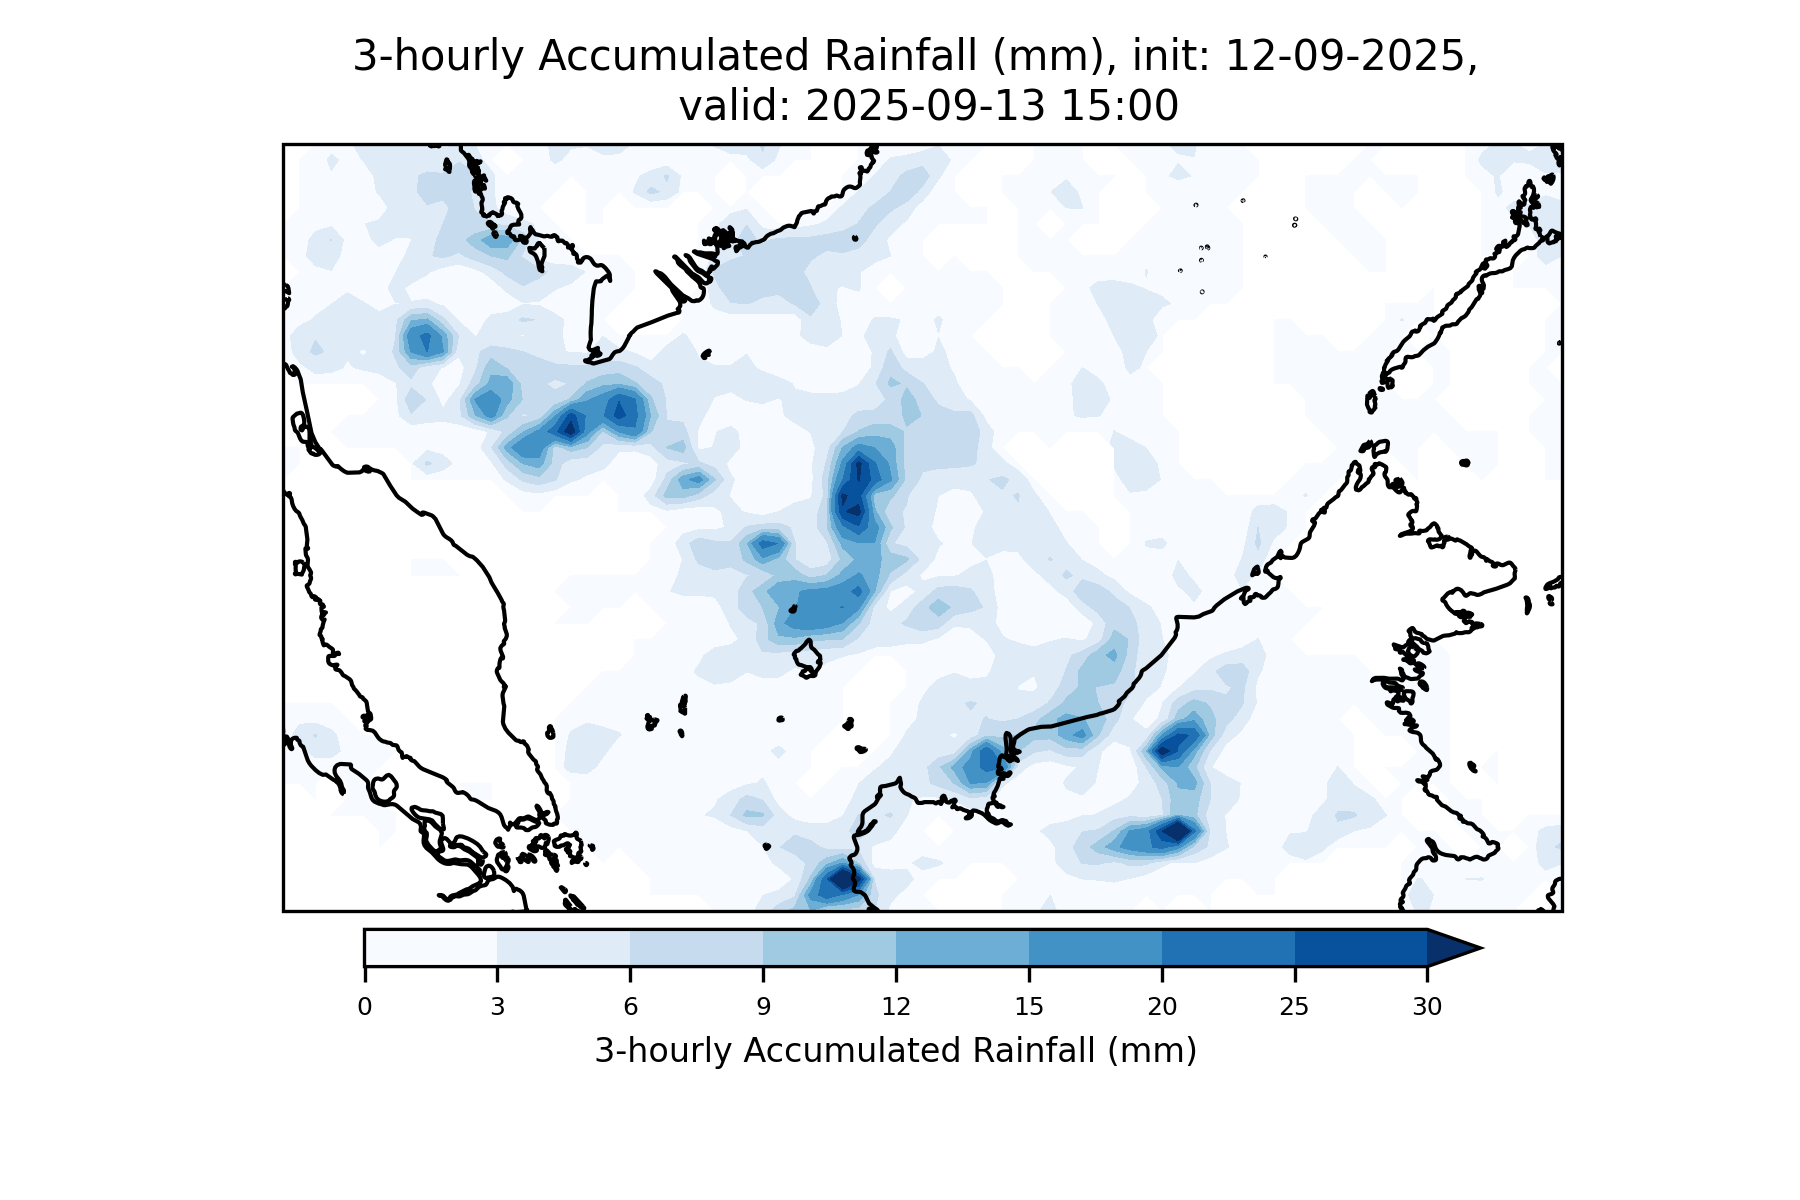 3-hourly Accumulated Rainfall (mm), init: 12-09-2025,
valid: 2025-09-13 15:00
0 3 6 9 12 15 20 25 30
3-hourly Accumulated Rainfall (mm)